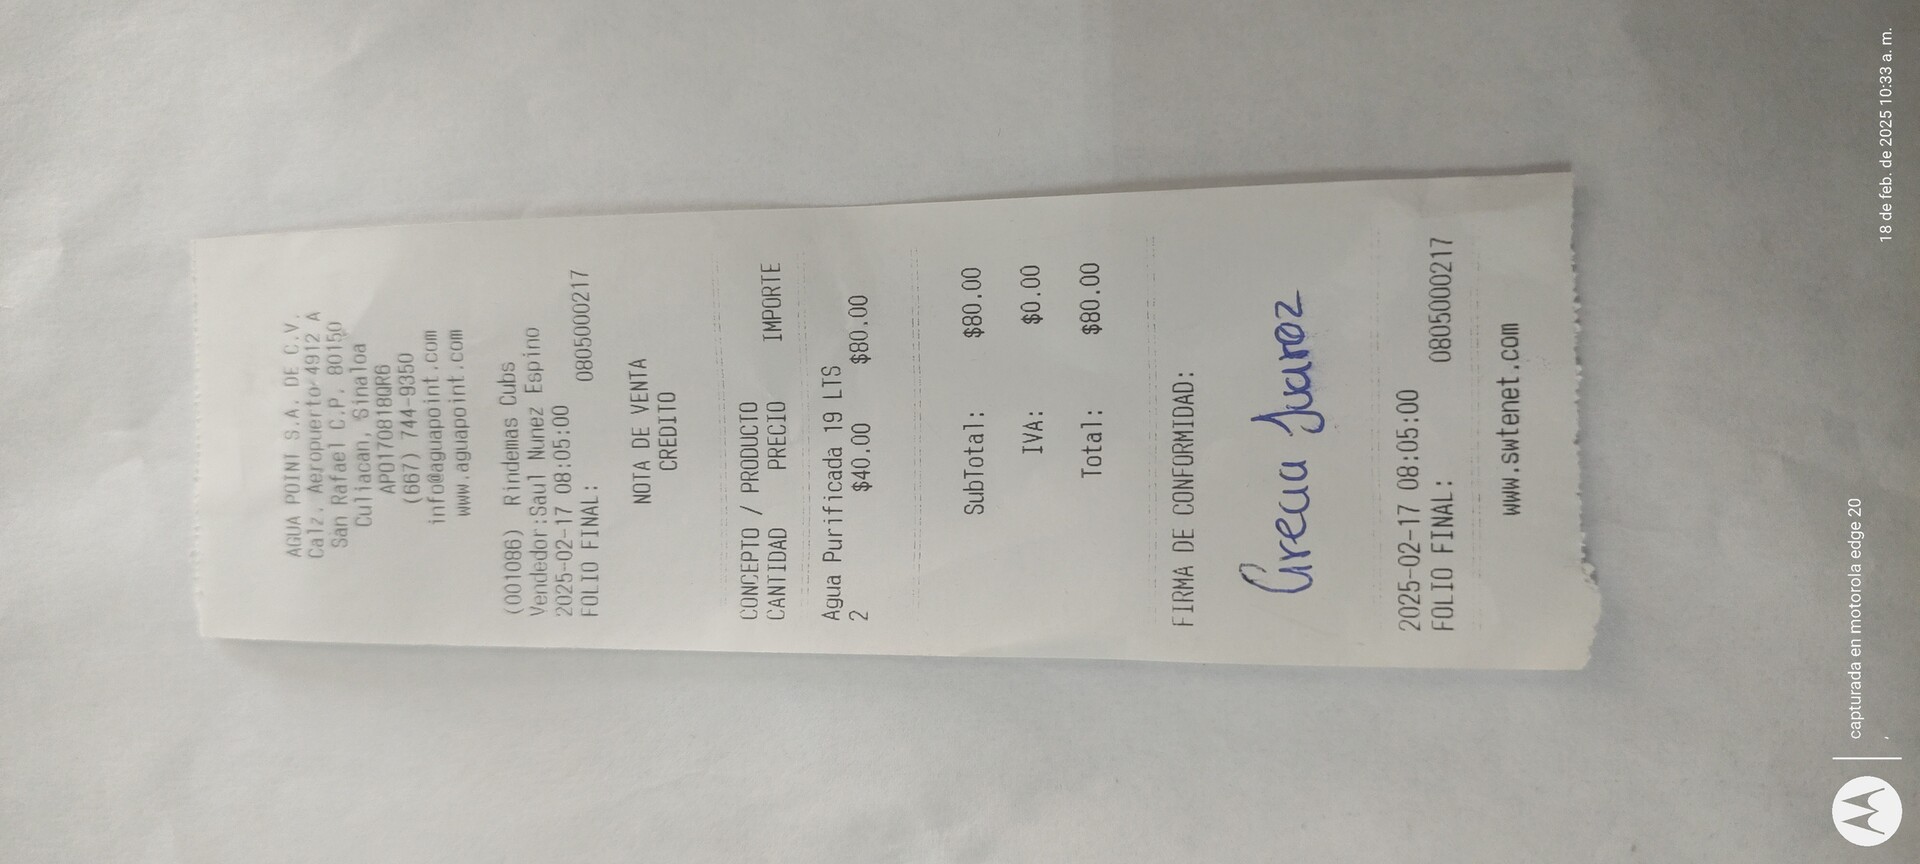 AGUA POINT S.A. DE C.V.
Calz. Aeropuerto 4912 A
San Rafael C.P. 80150
Culiacan, Sinaloa
APO170818QR6
(667) 744-9350
info@aguapoint.com
www.aguapoint.com
(001086) Rindemas Cubs
Vendedor:Saul Nunez Espino
2025-02-17 08:05:00
FOLIO FINAL: 0805000217
NOTA DE VENTA
CREDITO
CONCEPTO / PRODUCTO
CANTIDAD PRECIO IMPORTE
Agua Purificada 19 LTS
2 $40.00 $80.00
SubTotal: $80.00
IVA: $0.00
Total: $80.00
FIRMA DE CONFORMIDAD:
Grecia Juarez
2025-02-17 08:05:00
FOLIO FINAL: 0805000217
www.swtenet.com
capturada en motorola edge 20
18 de feb. de 2025 10:33 a. m.